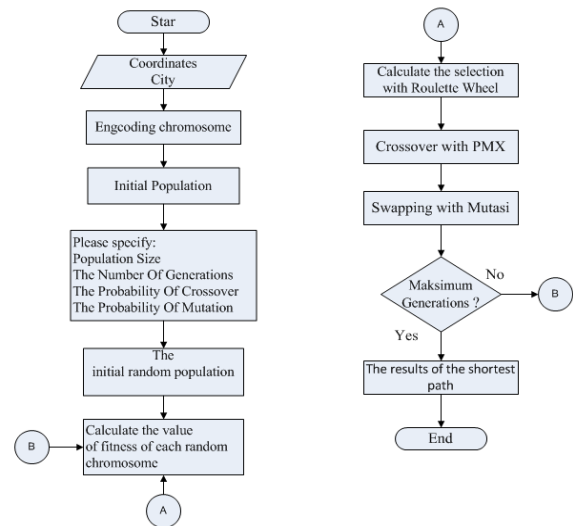 Star
Coordinates
City
Engcoding chromosome
Initial Population
Please specify:
Population Size
The Number Of Generations
The Probability Of Crossover
The Probability Of Mutation
The
initial random population
Calculate the value
of fitness of each random
chromosome
B
A
A
Calculate the selection
with Roulette Wheel
Crossover with PMX
Swapping with Mutasi
Maksimum
Generations ?
No
B
Yes
The results of the shortest
path
End